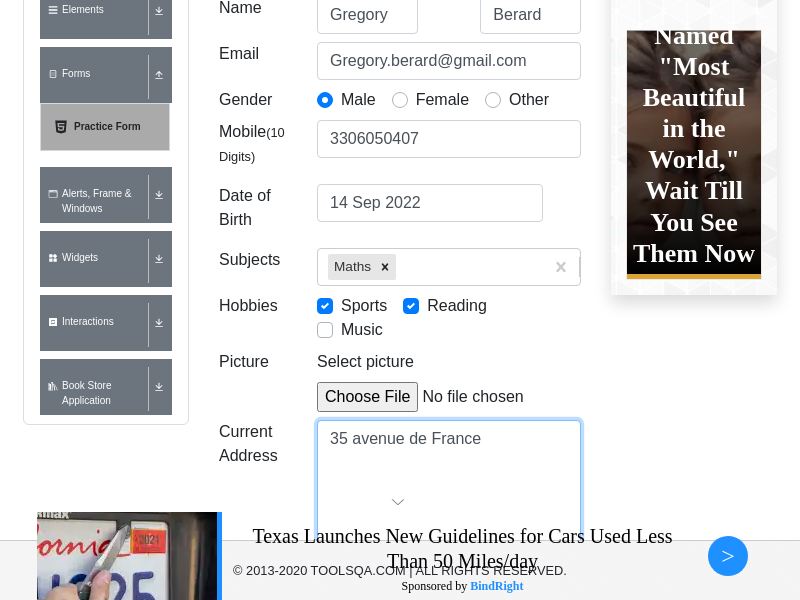 Elements
Forms
Practice Form
Alerts, Frame &
Windows
Widgets
Interactions
Book Store
Application
Name
Gregory
Berard
Email
Gregory.berard@gmail.com
Gender
Male
Female
Other
Mobile(10
Digits)
3306050407
Date of
Birth
14 Sep 2022
Subjects
Maths
Hobbies
Sports
Reading
Music
Picture
Select picture
Choose File No file chosen
Current
Address
35 avenue de France
Named
"Most
Beautiful
in the
World,"
Wait Till
You See
Them Now
2021
Texas Launches New Guidelines for Cars Used Less
Than 50 Miles/day
© 2013-2020 TOOLSQA.COM | ALL RIGHTS RESERVED.
Sponsored by BindRight